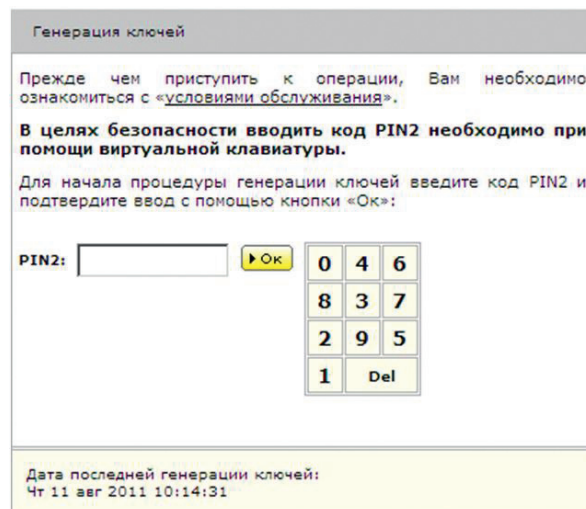 Генерация ключей
Прежде чем приступить к операции, Вам необходимо
ознакомиться с «условиями обслуживания».
В целях безопасности вводить код PIN2 необходимо при
помощи виртуальной клавиатуры.
Для начала процедуры генерации ключей введите код PIN2 и
подтвердите ввод с помощью кнопки «Ок»:
PIN2: Ок
0 4 6
8 3 7
2 9 5
1 Del
Дата последней генерации ключей:
Чт 11 авг 2011 10:14:31